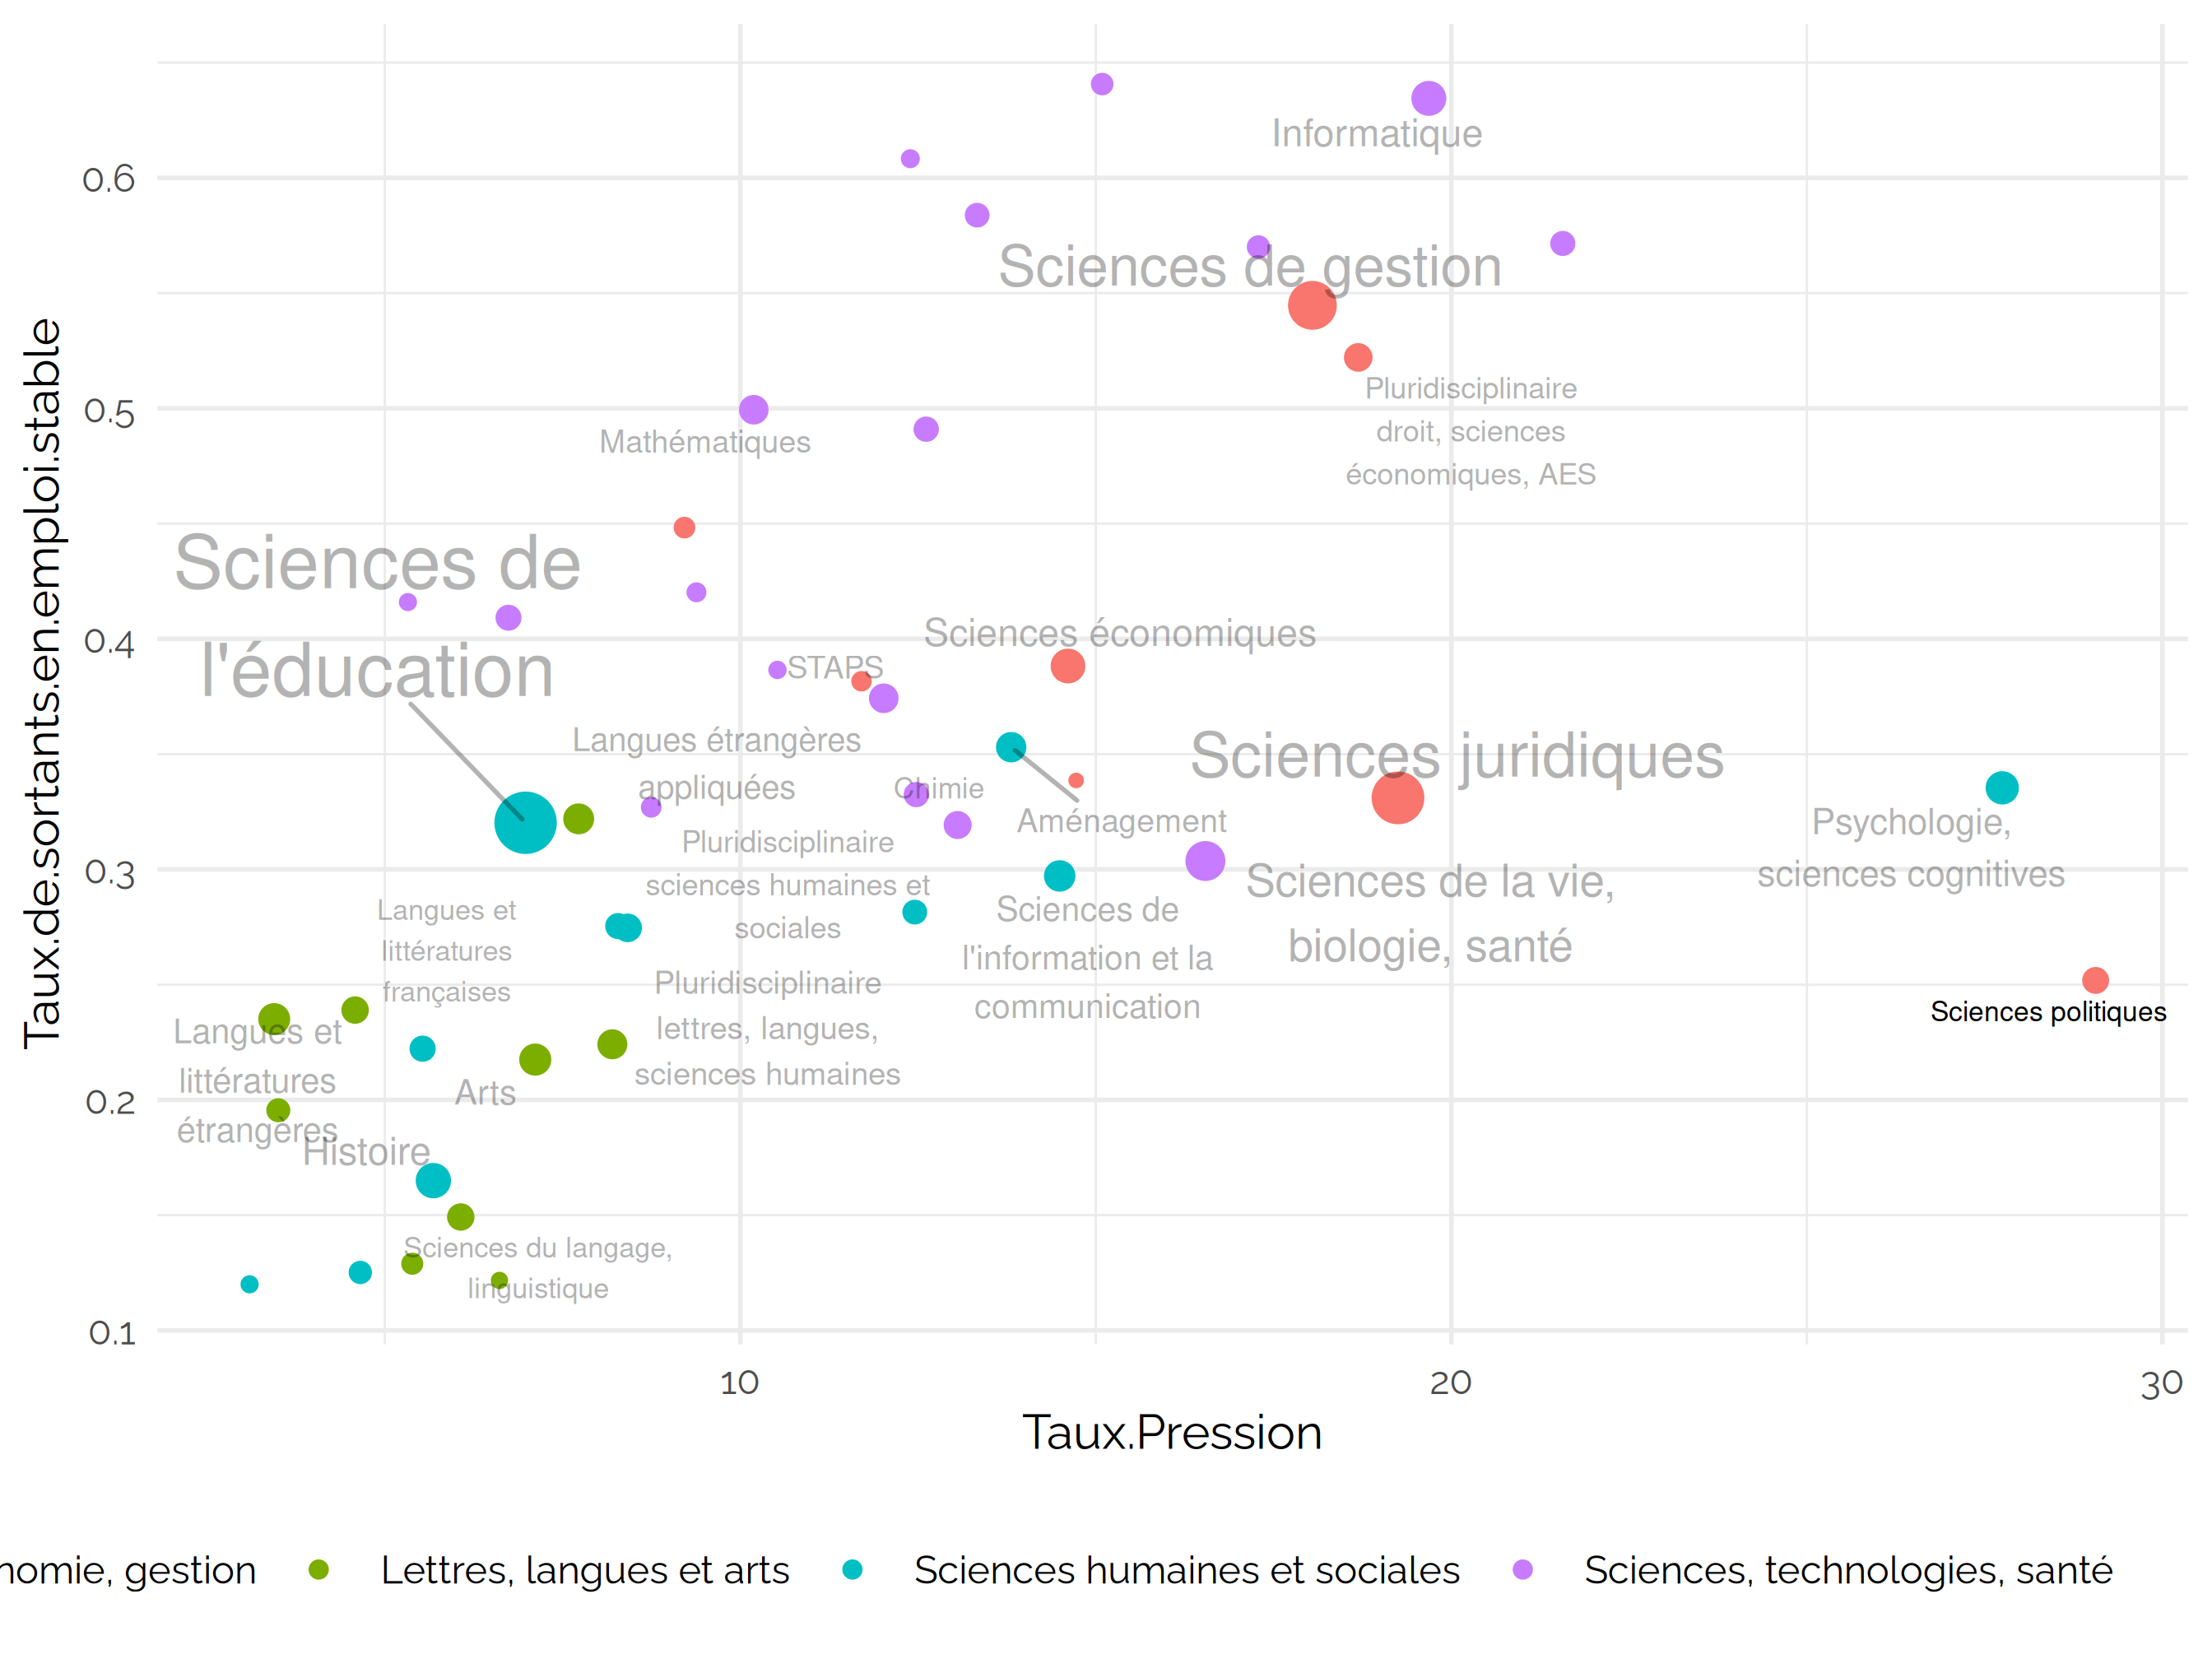 Informatique
0.6
Sciences de gestion
Pluridisciplinaire
droit, sciences
économiques, AES
0.5
Mathématiques
Sciences de
l'éducation
Sciences économiques
0.4
STAPS
Langues étrangères
appliquées
Chimie
Sciences juridiques
Aménagement
Psychologie,
sciences cognitives
Pluridisciplinaire
sciences humaines et
sociales
0.3
Sciences de la vie,
biologie, santé
Langues et
littératures
françaises
Sciences de
l'information et la
communication
Pluridisciplinaire
lettres, langues,
sciences humaines
Sciences politiques
Langues et
littératures
étrangères
Arts
0.2
Histoire
Sciences du langage,
linguistique
0.1
Taux.de.sortants.en.emploi.stable
10
20
30
Taux.Pression
nomie, gestion
Lettres, langues et arts
Sciences humaines et sociales
Sciences, technologies, santé